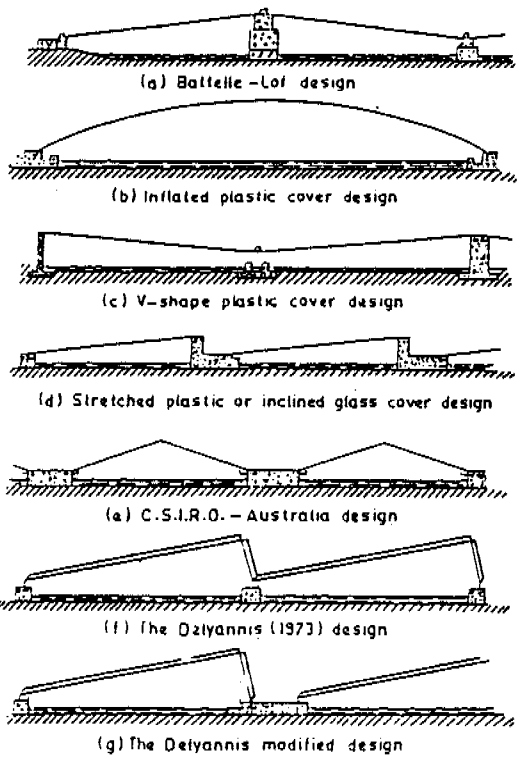 (a) Battelle-Lof design
(b) Inflated plastic cover design
(c) V-shape plastic cover design
(d) Stretched plastic or inclined glass cover design
(e) C.S.I.R.O.-Australia design
(f) The Delyannis (1973) design
(g) The Delyannis modified design